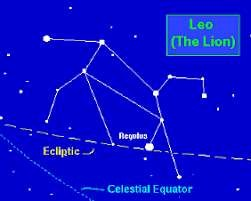 Leo
(The Lion)
Regulus
Ecliptic
Celestial Equator